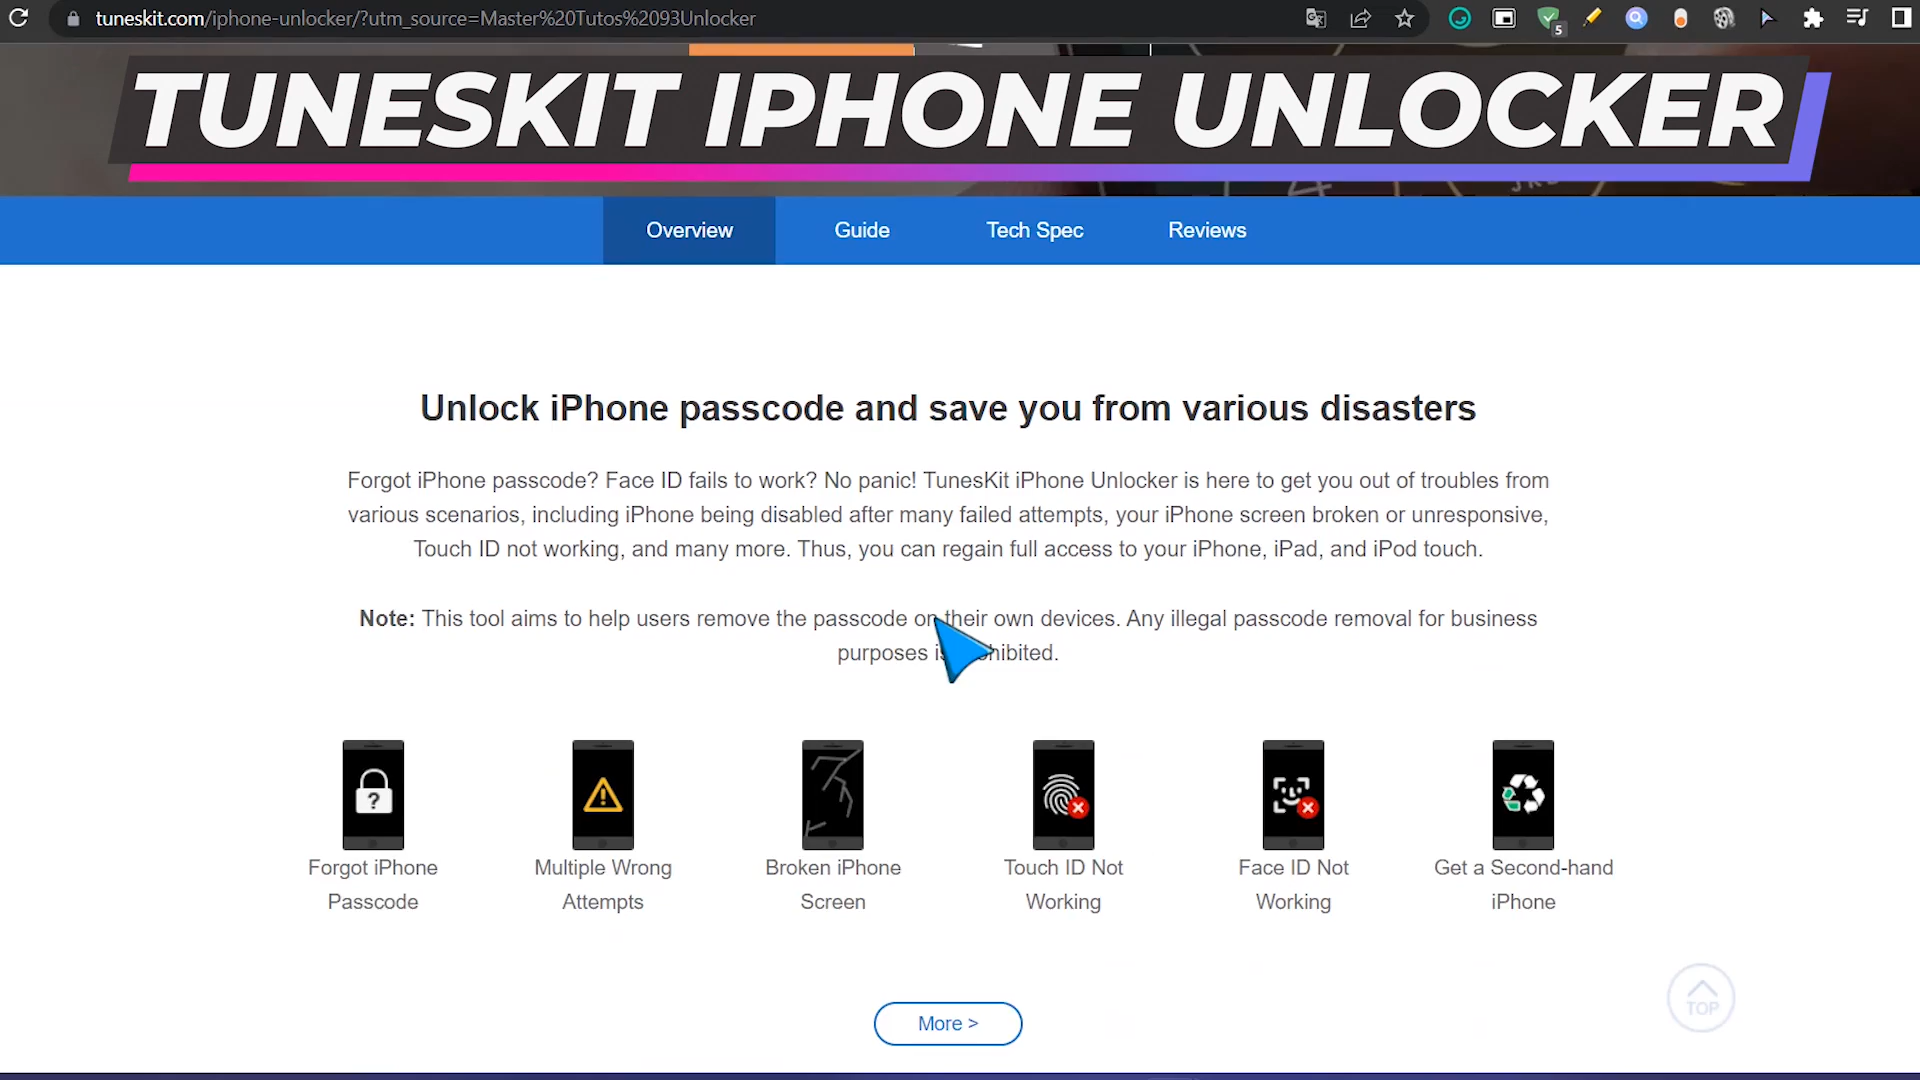 tuneskit.com/iphone-unlocker/?utm_source=Master%20Tutos%2093Unlocker
5
TUNESKIT IPHONE UNLOCKER
Overview Guide Tech Spec Reviews
Unlock iPhone passcode and save you from various disasters
Forgot iPhone passcode? Face ID fails to work? No panic! TunesKit iPhone Unlocker is here to get you out of troubles from
various scenarios, including iPhone being disabled after many failed attempts, your iPhone screen broken or unresponsive,
Touch ID not working, and many more. Thus, you can regain full access to your iPhone, iPad, and iPod touch.
Note: This tool aims to help users remove the passcode on their own devices. Any illegal passcode removal for business
purposes is prohibited.
Forgot iPhone
Passcode
Multiple Wrong
Attempts
Broken iPhone
Screen
Touch ID Not
Working
Face ID Not
Working
Get a Second-hand
iPhone
TOP
More >